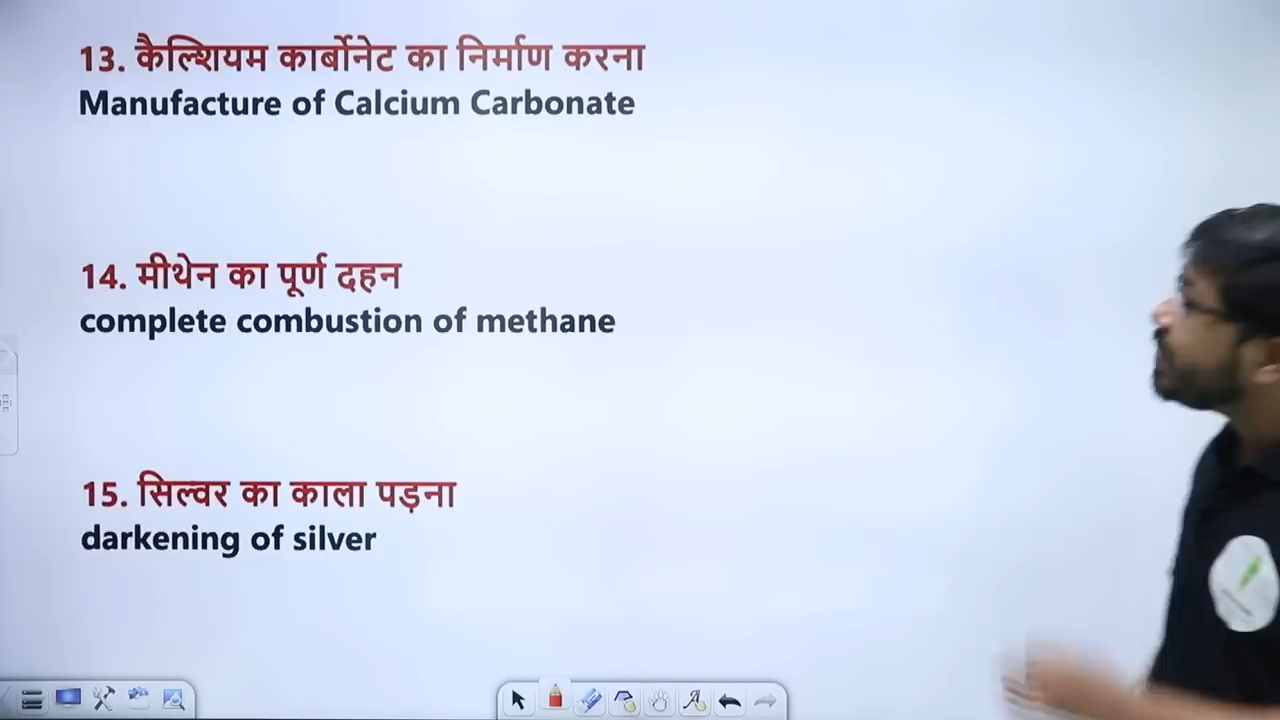 13. कैल्शियम कार्बोनेट का निर्माण करना
Manufacture of Calcium Carbonate
14. मीथेन का पूर्ण दहन
complete combustion of methane
15. सिल्वर का काला पड़ना
darkening of silver